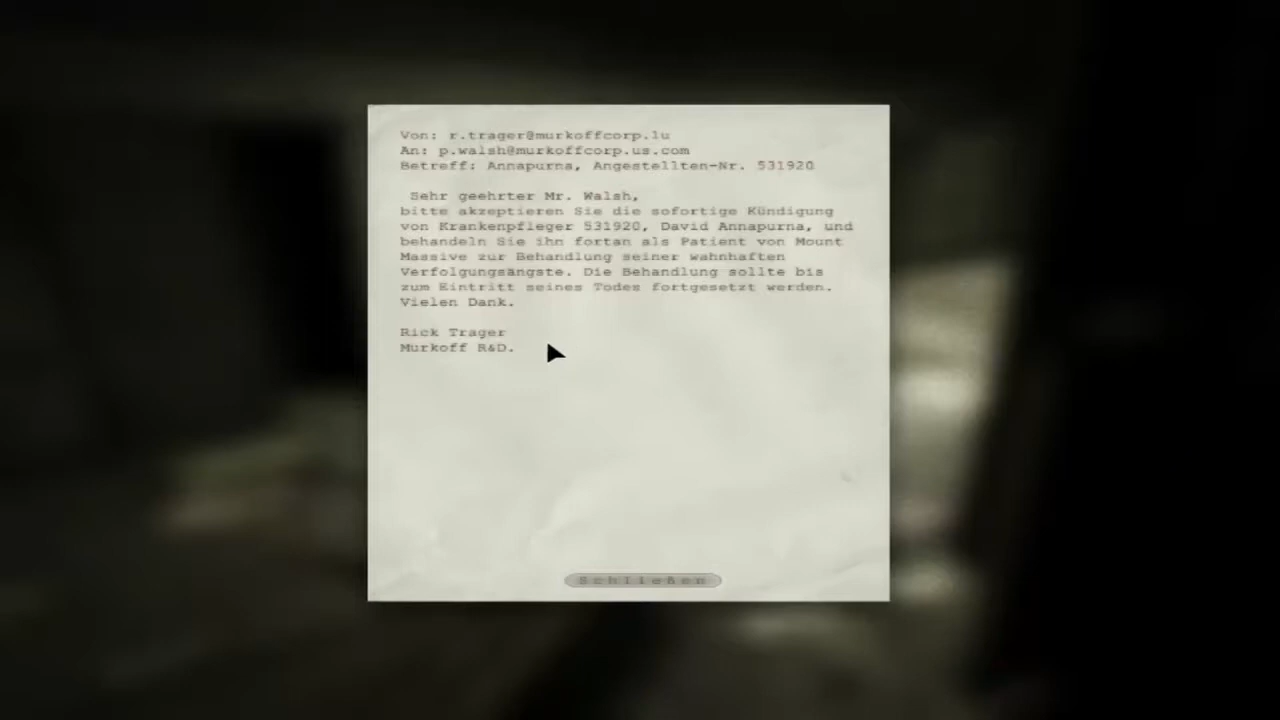 Von: r.trager@murkoffcorp.lu
An: p.walsh@murkoffcorp.us.com
Betreff: Annapurna, Angestellten-Nr. 531920
Sehr geehrter Mr. Walsh,
bitte akzeptieren Sie die sofortige Kündigung
von Krankenpfleger 531920, David Annapurna, und
behandeln Sie ihn fortan als Patient von Mount
Massive zur Behandlung seiner wahnhaften
Verfolgungsängste. Die Behandlung sollte bis
zum Eintritt seines Todes fortgesetzt werden.
Vielen Dank.
Rick Trager
Murkoff R&D.
Schließen